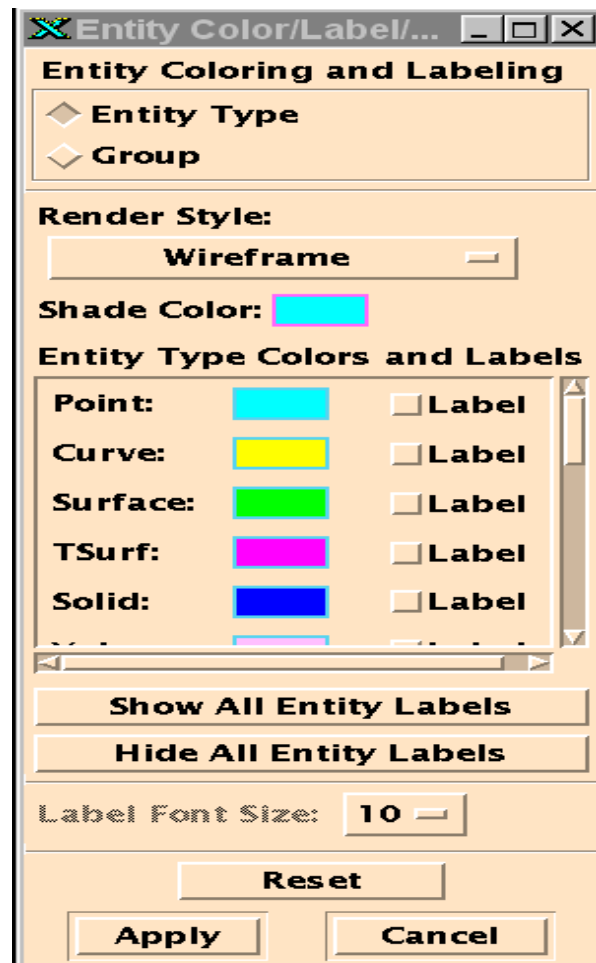 Entity Color/Label/...
Entity Coloring and Labeling
Entity Type
Group
Render Style:
Wireframe
Shade Color:
Entity Type Colors and Labels
Point: Label
Curve: Label
Surface: Label
TSurf: Label
Solid: Label
Show All Entity Labels
Hide All Entity Labels
Label Font Size: 10
Reset
Apply Cancel